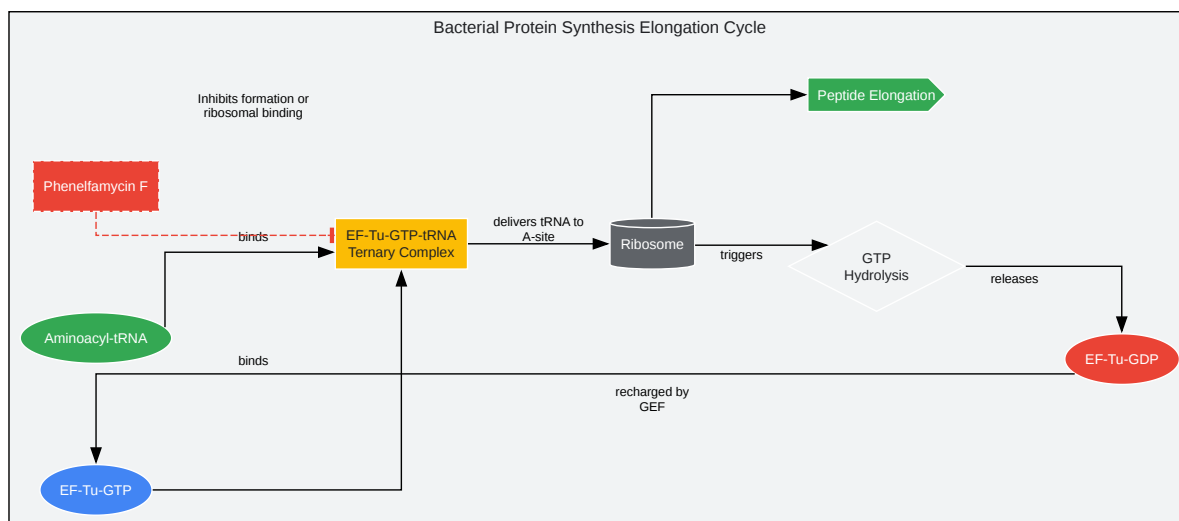 Bacterial Protein Synthesis Elongation Cycle
Inhibits formation or
ribosomal binding
Peptide Elongation
Phenelfamycin F
binds
EF-Tu-GTP-tRNA
Ternary Complex
delivers tRNA to
A-site
Ribosome
triggers
GTP
Hydrolysis
releases
Aminoacyl-tRNA
binds
EF-Tu-GDP
recharged by
GEF
EF-Tu-GTP